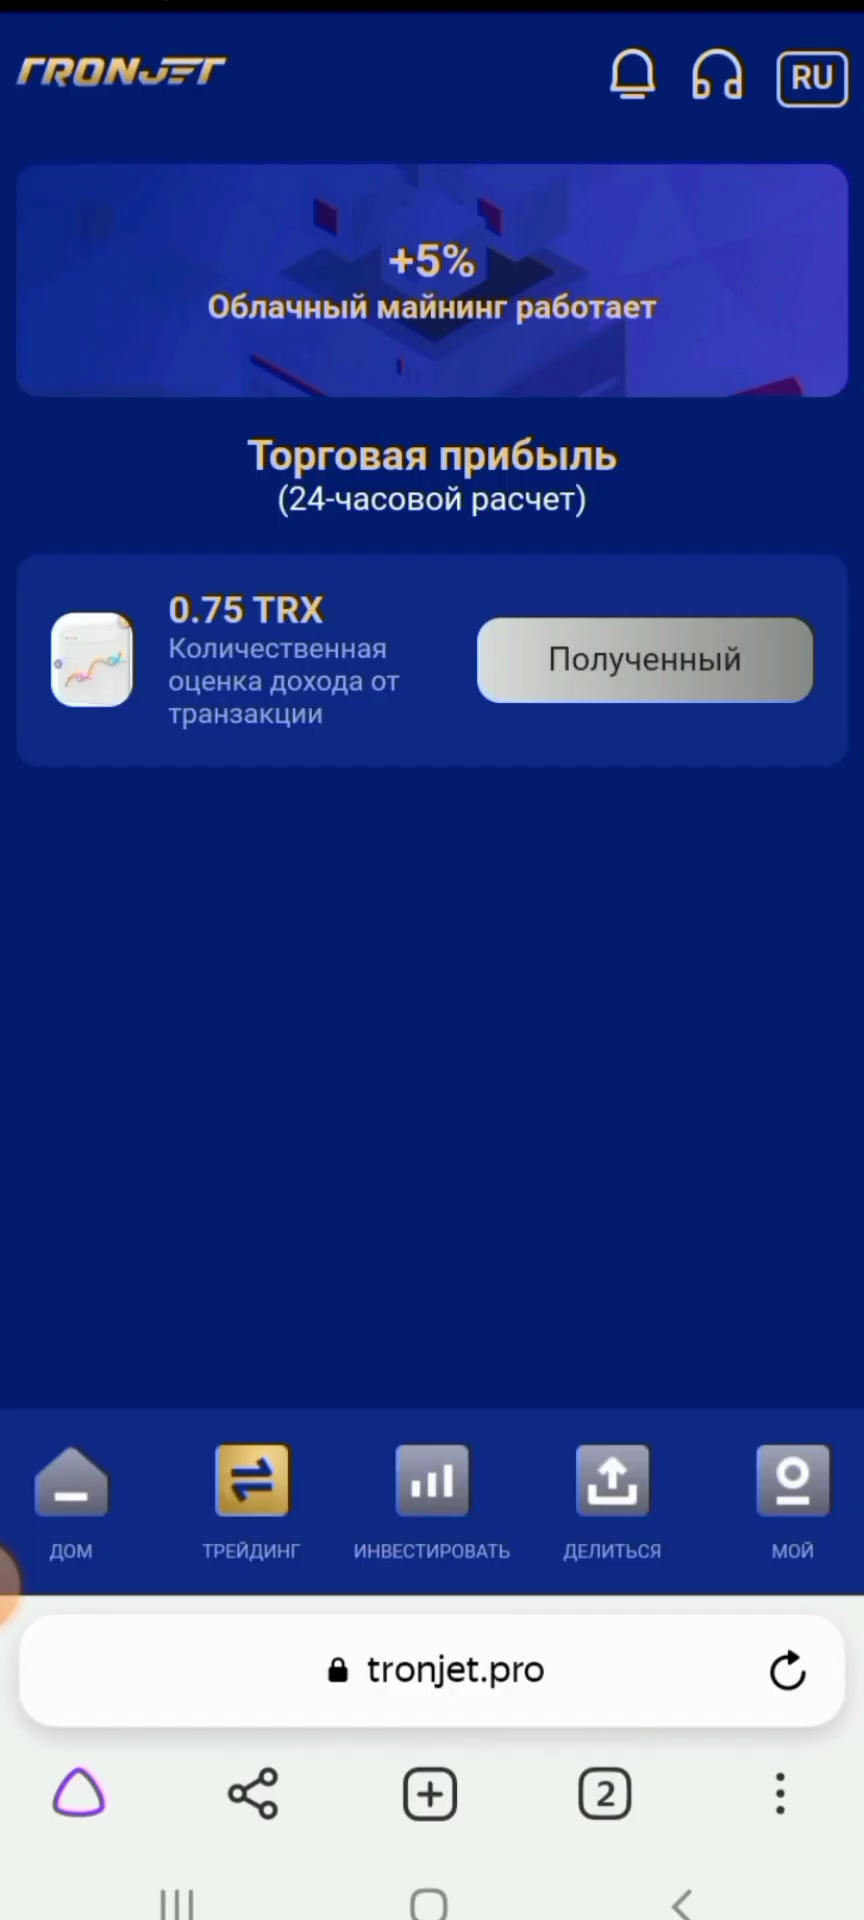 TRONJET
RU
+5%
Облачный майнинг работает
Торговая прибыль
(24-часовой расчет)
0.75 TRX
Количественная
оценка дохода от
транзакции
Полученный
ДОМ
ТРЕЙДИНГ
ИНВЕСТИРОВАТЬ
ДЕЛИТЬСЯ
МОЙ
tronjet.pro
2